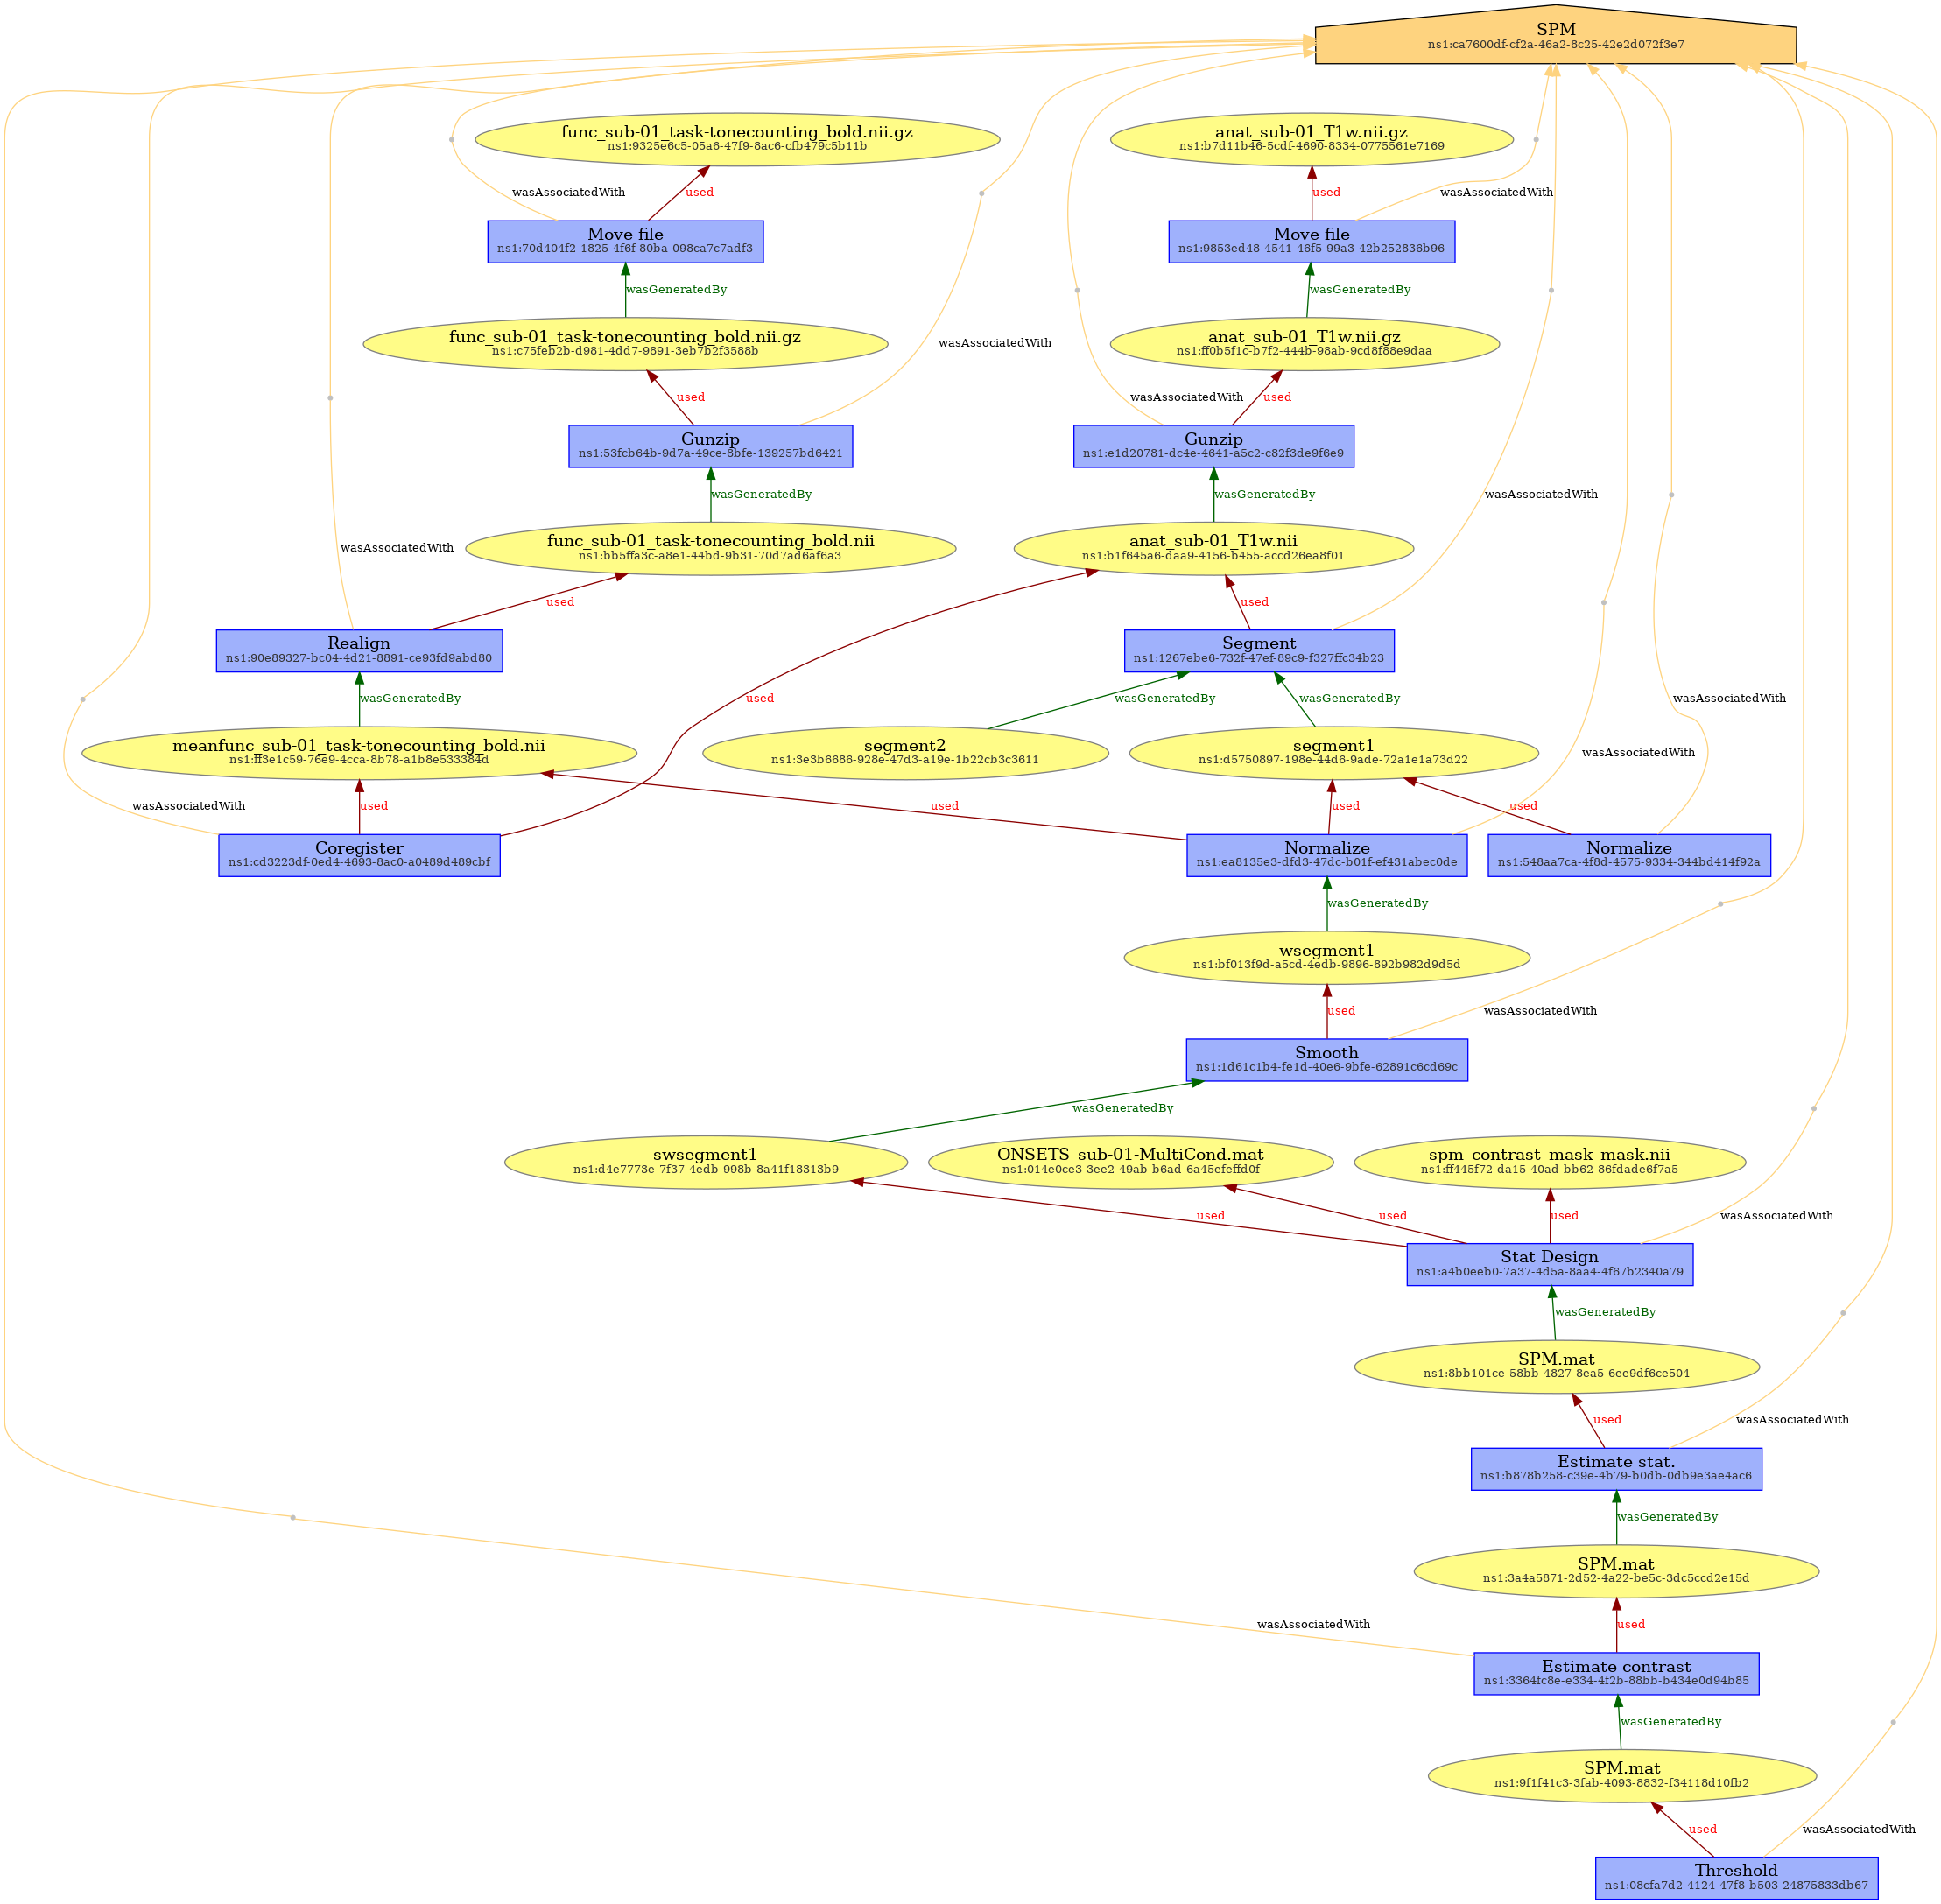 SPM
ns1:ca7600df-cf2a-46a2-8c25-42e2d072f3e7
func_sub-01_task-tonecounting_bold.nii.gz
ns1:9325e6c5-05a6-47f9-8ac6-cfb479c5b11b
anat_sub-01_T1w.nii.gz
ns1:b7d11b46-5cdf-4690-8334-0775561e7169
wasAssociatedWith
used
used
wasAssociatedWith
Move file
ns1:70d404f2-1825-4f6f-80ba-098ca7c7adf3
Move file
ns1:9853ed48-4541-46f5-99a3-42b252836b96
wasGeneratedBy
wasGeneratedBy
func_sub-01_task-tonecounting_bold.nii.gz
ns1:c75feb2b-d981-4dd7-9891-3eb7b2f3588b
wasAssociatedWith
anat_sub-01_T1w.nii.gz
ns1:ff0b5f1c-b7f2-444b-98ab-9cd8f88e9daa
used
wasAssociatedWith
used
Gunzip
ns1:53fcb64b-9d7a-49ce-8bfe-139257bd6421
Gunzip
ns1:e1d20781-dc4e-4641-a5c2-c82f3de9f6e9
wasGeneratedBy
wasGeneratedBy
wasAssociatedWith
wasAssociatedWith
func_sub-01_task-tonecounting_bold.nii
ns1:bb5ffa3c-a8e1-44bd-9b31-70d7ad6af6a3
anat_sub-01_T1w.nii
ns1:b1f645a6-daa9-4156-b455-accd26ea8f01
used
used
Realign
ns1:90e89327-bc04-4d21-8891-ce93fd9abd80
Segment
ns1:1267ebe6-732f-47ef-89c9-f327ffc34b23
wasGeneratedBy
used
wasGeneratedBy
wasGeneratedBy
wasAssociatedWith
meanfunc_sub-01_task-tonecounting_bold.nii
ns1:ff3e1c59-76e9-4cca-8b78-a1b8e533384d
segment2
ns1:3e3b6686-928e-47d3-a19e-1b22cb3c3611
segment1
ns1:d5750897-198e-44d6-9ade-72a1e1a73d22
wasAssociatedWith
wasAssociatedWith
used
used
used
used
Coregister
ns1:cd3223df-0ed4-4693-8ac0-a0489d489cbf
Normalize
ns1:ea8135e3-dfd3-47dc-b01f-ef431abec0de
Normalize
ns1:548aa7ca-4f8d-4575-9334-344bd414f92a
wasGeneratedBy
wsegment1
ns1:bf013f9d-a5cd-4edb-9896-892b982d9d5d
used
wasAssociatedWith
Smooth
ns1:1d61c1b4-fe1d-40e6-9bfe-62891c6cd69c
wasGeneratedBy
swsegment1
ns1:d4e7773e-7f37-4edb-998b-8a41f18313b9
ONSETS_sub-01-MultiCond.mat
ns1:014e0ce3-3ee2-49ab-b6ad-6a45efeffd0f
spm_contrast_mask_mask.nii
ns1:ff445f72-da15-40ad-bb62-86fdade6f7a5
used
used
used
wasAssociatedWith
Stat Design
ns1:a4b0eeb0-7a37-4d5a-8aa4-4f67b2340a79
wasGeneratedBy
SPM.mat
ns1:8bb101ce-58bb-4827-8ea5-6ee9df6ce504
used
wasAssociatedWith
Estimate stat.
ns1:b878b258-c39e-4b79-b0db-0db9e3ae4ac6
wasGeneratedBy
SPM.mat
ns1:3a4a5871-2d52-4a22-be5c-3dc5ccd2e15d
wasAssociatedWith
used
Estimate contrast
ns1:3364fc8e-e334-4f2b-88bb-b434e0d94b85
wasGeneratedBy
SPM.mat
ns1:9f1f41c3-3fab-4093-8832-f34118d10fb2
used
wasAssociatedWith
Threshold
ns1:08cfa7d2-4124-47f8-b503-24875833db67